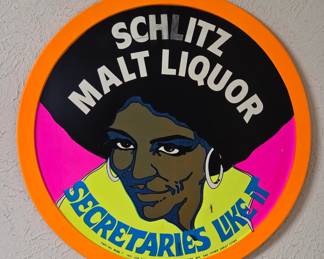 SCHLITZ
MALT LIQUOR
SECRETARIES LIKE IT